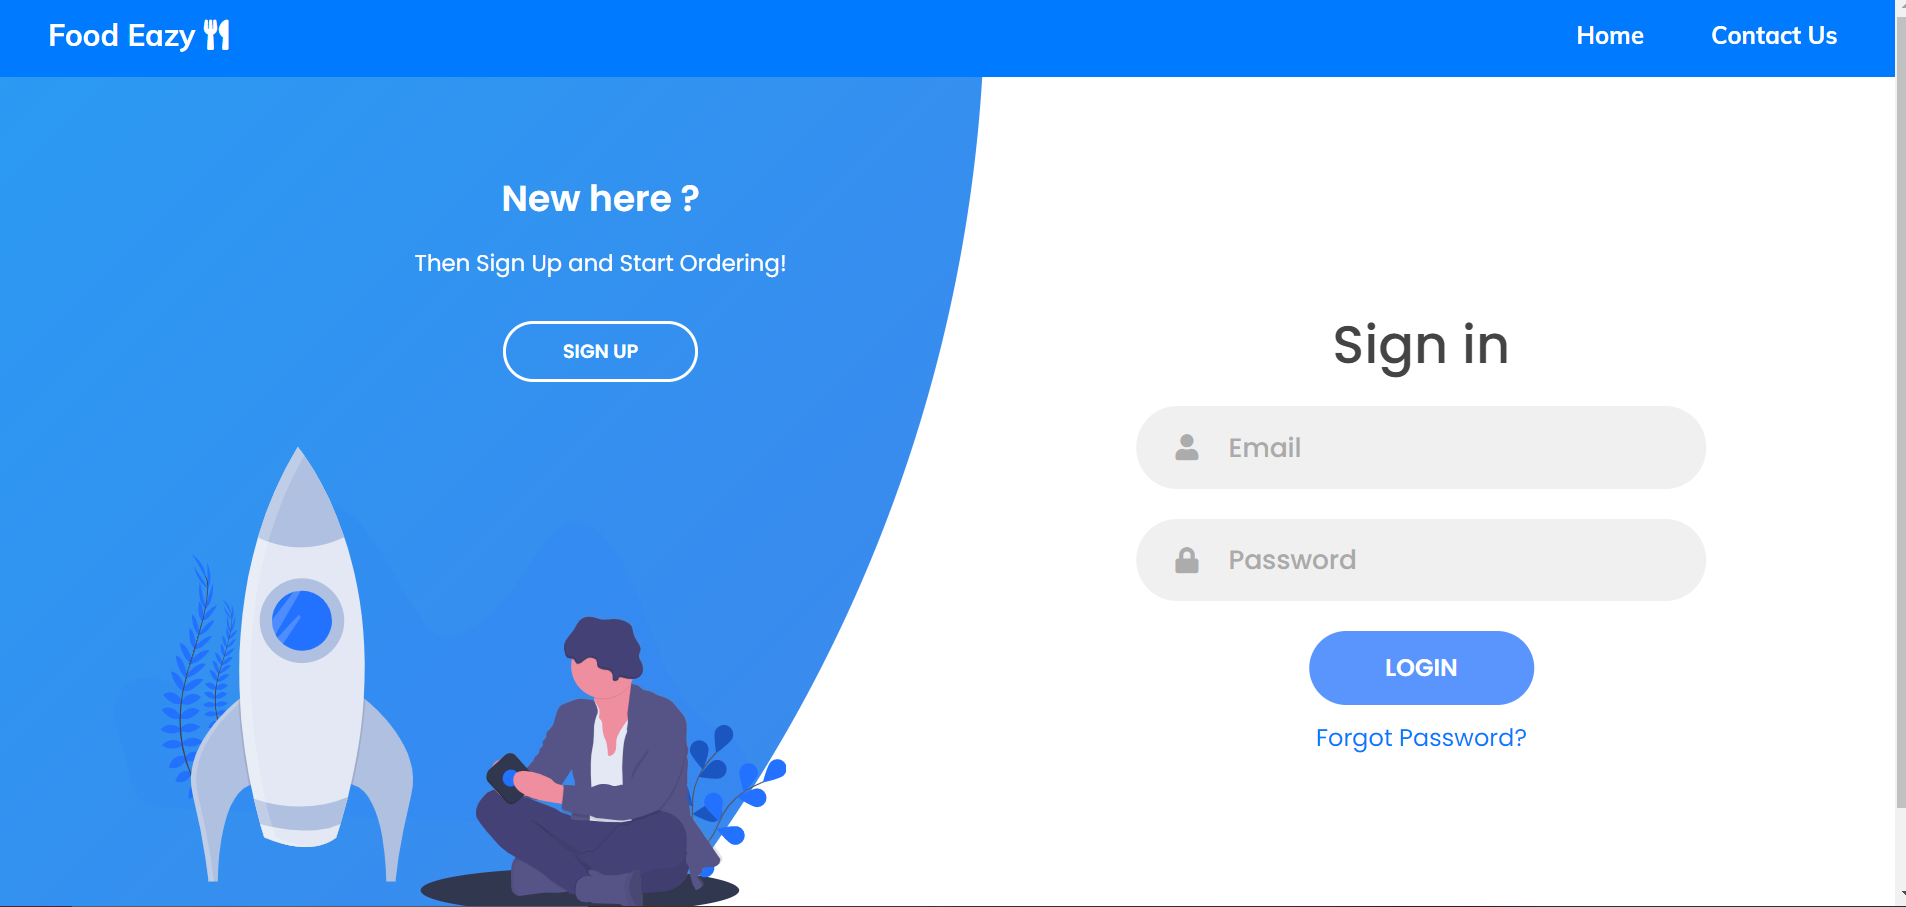 Food Eazy
Home
Contact Us
New here ?
Then Sign Up and Start Ordering!
SIGN UP
Sign in
Email
Password
LOGIN
Forgot Password?